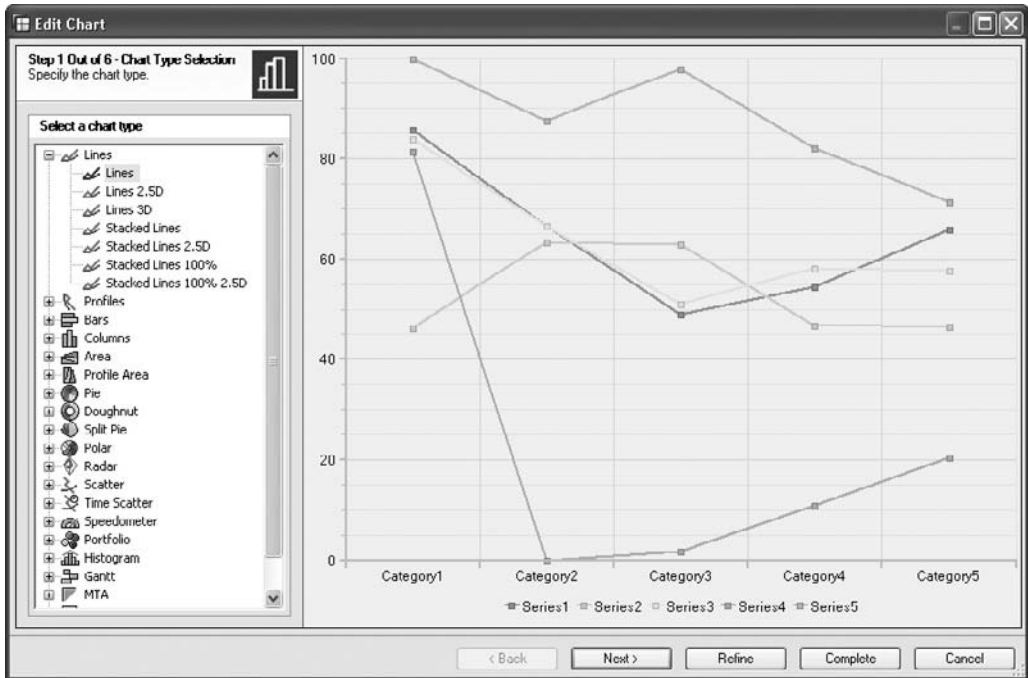 Edit Chart
Step 1 Out of 6 - Chart Type Selection
Specify the chart type.
Select a chart type
Lines
Lines
Lines 2.5D
Lines 3D
Stacked Lines
Stacked Lines 2.5D
Stacked Lines 100%
Stacked Lines 100% 2.5D
Profiles
Bars
Columns
Area
Profile Area
Pie
Doughnut
Split Pie
Polar
Radar
Scatter
Time Scatter
Speedometer
Portfolio
Histogram
Gantt
MTA
100
80
60
40
20
0
Category1 Category2 Category3 Category4 Category5
Series1 Series2 Series3 Series4 Series5
< Back Next > Refine Complete Cancel